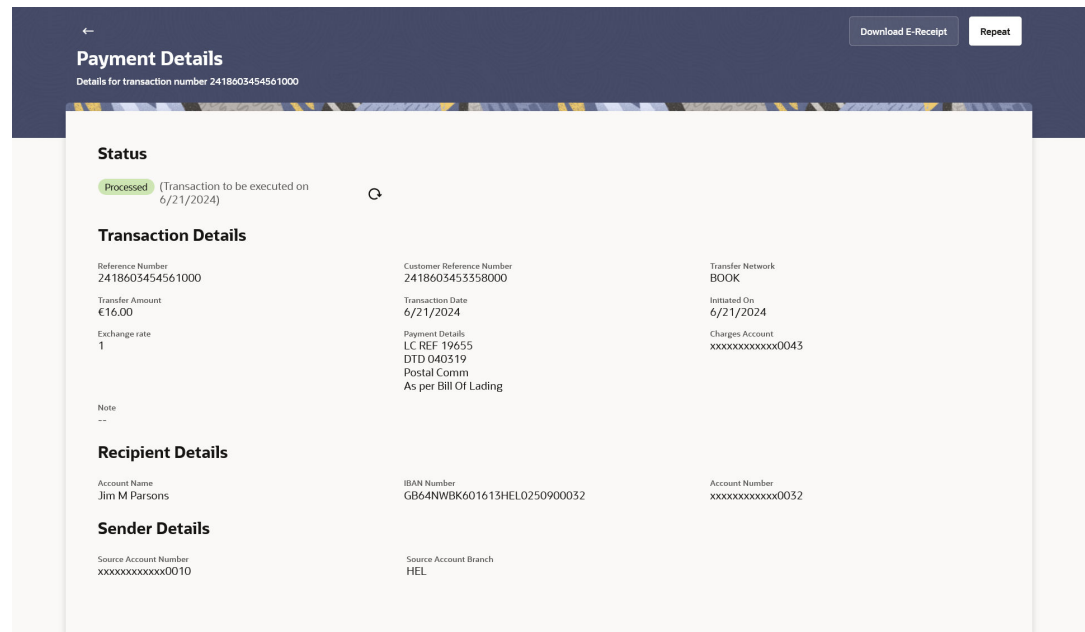 Download E-Receipt
Repeat
Payment Details
Details for transaction number 2418603454561000
Status
Processed
(Transaction to be executed on
6/21/2024)
Transaction Details
Reference Number
2418603454561000
Customer Reference Number
2418603453358000
Transfer Network
BOOK
Transfer Amount
€16.00
Transaction Date
6/21/2024
Initiated On
6/21/2024
Exchange rate
1
Payment Details
LC REF 19655
DTD 040319
Postal Comm
As per Bill Of Lading
Charges Account
xxxxxxxxxxxx0043
Note
--
Recipient Details
Account Name
Jim M Parsons
IBAN Number
GB64NWBK601613HEL0250900032
Account Number
xxxxxxxxxxxx0032
Sender Details
Source Account Number
xxxxxxxxxxxx0010
Source Account Branch
HEL